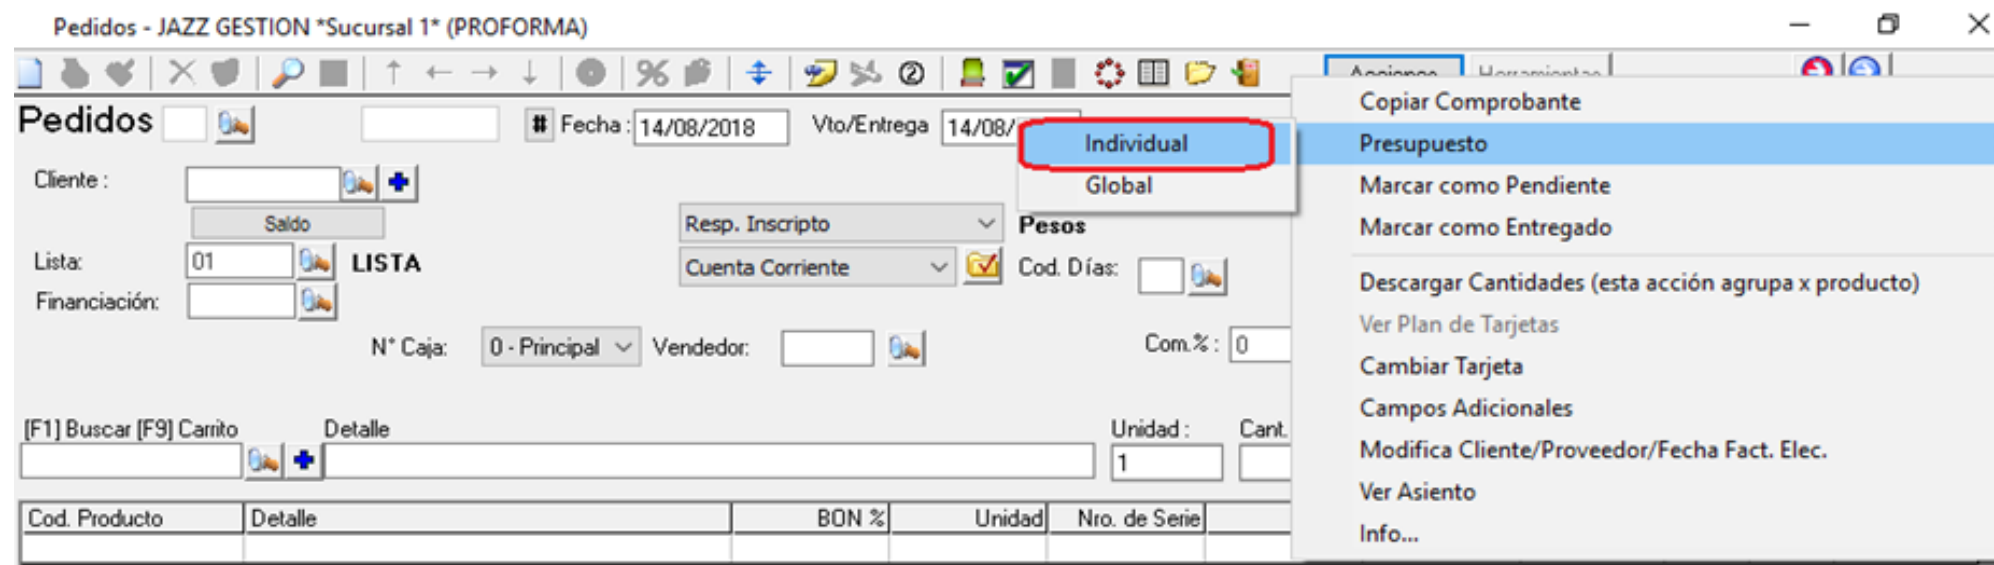 Pedidos - JAZZ GESTION *Sucursal 1* (PROFORMA)
Acciones Herramientas
Pedidos # Fecha : 14/08/2018 Vto/Entrega 14/08/
Cliente :
Saldo
Resp. Inscripto Pesos
Lista: 01 LISTA
Cuenta Corriente Cod. Días:
Financiación:
N° Caja: 0 - Principal Vendedor: Com.% : 0
[F1] Buscar [F9] Carrito Detalle Unidad : Cant.
1
Cod. Producto Detalle BON % Unidad Nro. de Serie
Individual
Global
Copiar Comprobante
Presupuesto
Marcar como Pendiente
Marcar como Entregado
Descargar Cantidades (esta acción agrupa x producto)
Ver Plan de Tarjetas
Cambiar Tarjeta
Campos Adicionales
Modifica Cliente/Proveedor/Fecha Fact. Elec.
Ver Asiento
Info...